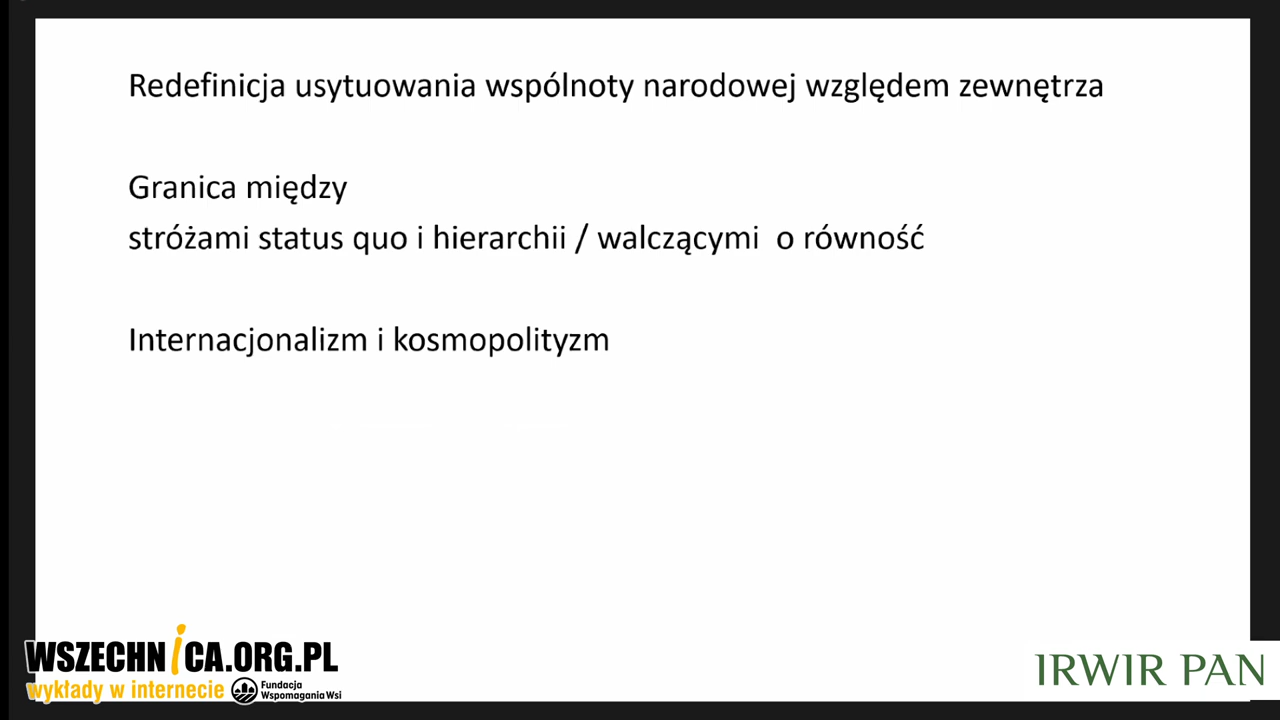 Redefinicja usytuowania wspólnoty narodowej względem zewnętrza
Granica między
stróżami status quo i hierarchii / walczącymi o równość
Internacjonalizm i kosmopolityzm
WSZECHNiCA.ORG.PL
wykłady w internecie
Fundacja
Wspomagania Wsi
IRWIR PAN